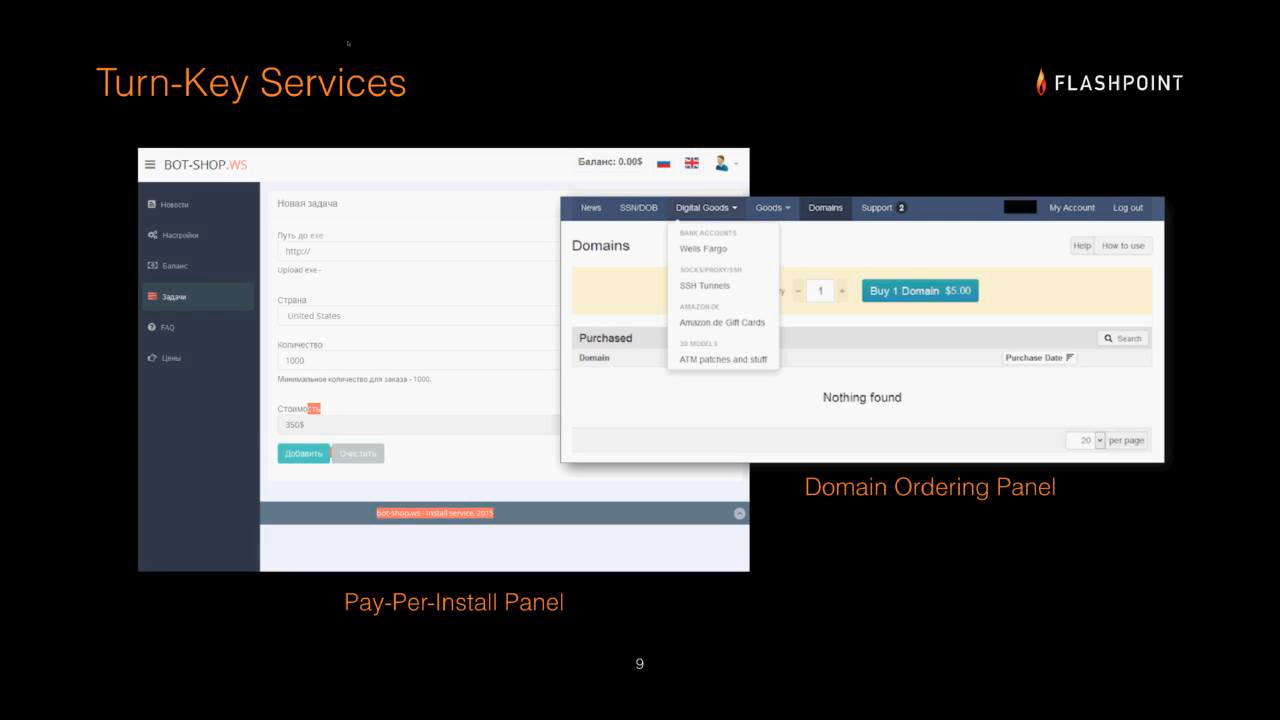 Turn-Key Services
FLASHPOINT
BOT-SHOP.WS
Баланс: 0.00$
Новости
Настройки
Баланс
Задачи
FAQ
Цены
Новая задача
Путь до exe
http://
Upload exe -
Страна
United States
Количество
1000
Минимальное количество для заказа - 1000.
Стоимость
350$
Добавить Очистить
bot-shop.ws - Install service, 2015
News SSN/DOB Digital Goods Goods Domains Support 2 My Account Log out
Domains
Help How to use
BANK ACCOUNTS
Wells Fargo
SOCKS/PROXY/SSH
SSH Tunnels
AMAZON.DE
Amazon.de Gift Cards
3D MODELS
ATM patches and stuff
- 1 + Buy 1 Domain $5.00
Purchased
Search
Domain
Purchase Date
Nothing found
20 per page
Domain Ordering Panel
Pay-Per-Install Panel
9